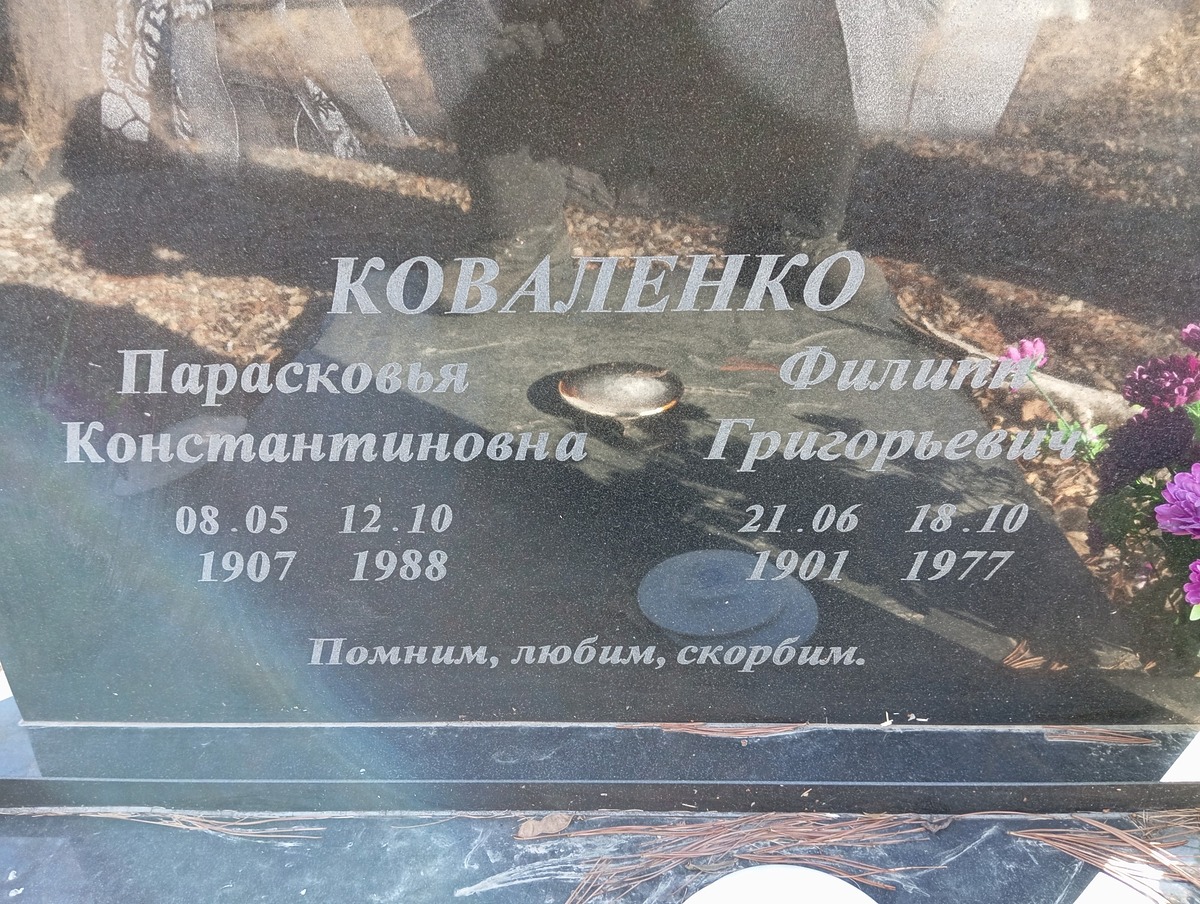 КОВАЛЕНКО
Парасковья
Константиновна
08.05 12.10
1907 1988
Филипп
Григорьевич
21.06 18.10
1901 1977
Помним, любим, скорбим.